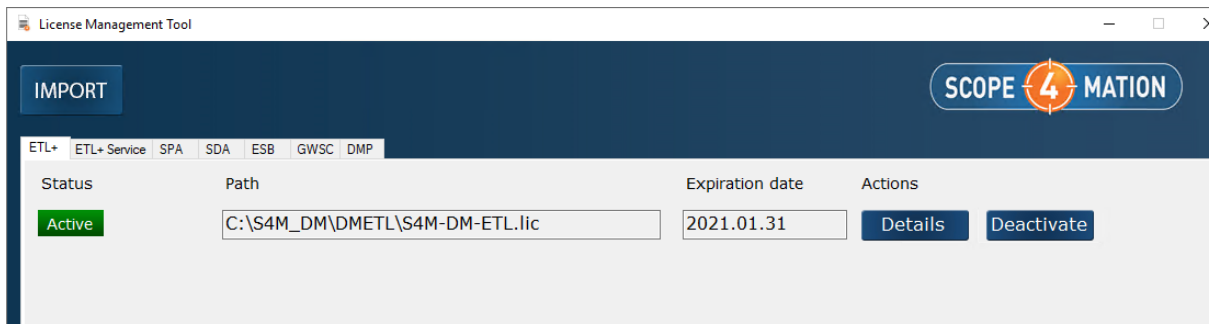 License Management Tool
IMPORT
SCOPE 4 MATION
ETL+ ETL+ Service SPA SDA ESB GWSC DMP
Status Path Expiration date Actions
Active C:\S4M_DM\DMETL\S4M-DM-ETL.lic 2021.01.31 Details Deactivate